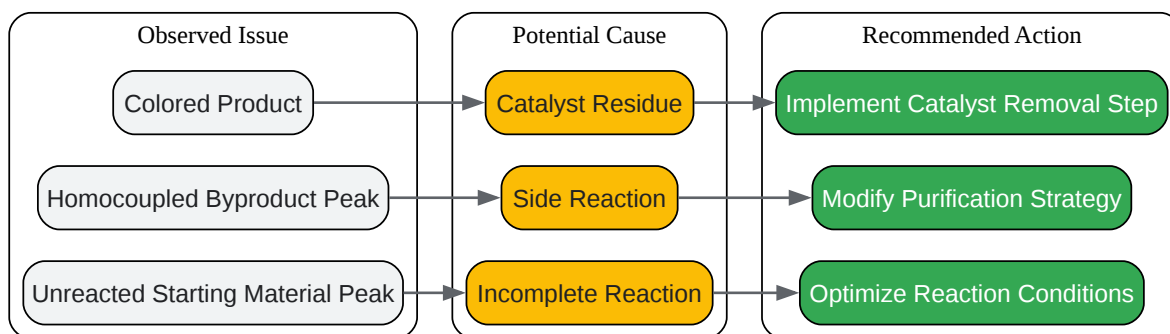 Observed Issue
Potential Cause
Recommended Action
Colored Product
Catalyst Residue
Implement Catalyst Removal Step
Homocoupled Byproduct Peak
Side Reaction
Modify Purification Strategy
Unreacted Starting Material Peak
Incomplete Reaction
Optimize Reaction Conditions